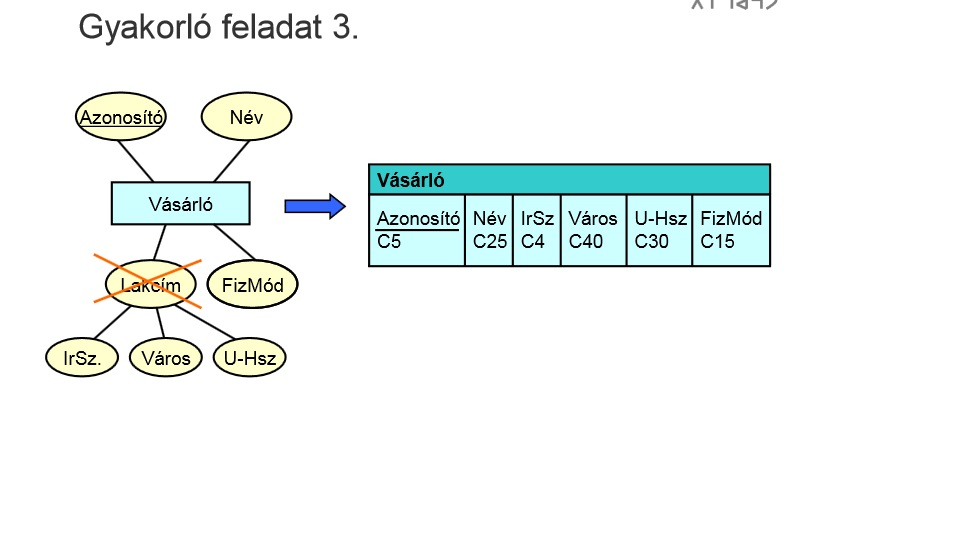 Gyakorló feladat 3.
Azonosító
Név
Vásárló
Lakcím
FizMód
IrSz.
Város
U-Hsz
Vásárló
Azonosító Név IrSz Város U-Hsz FizMód
C5 C25 C4 C40 C30 C15